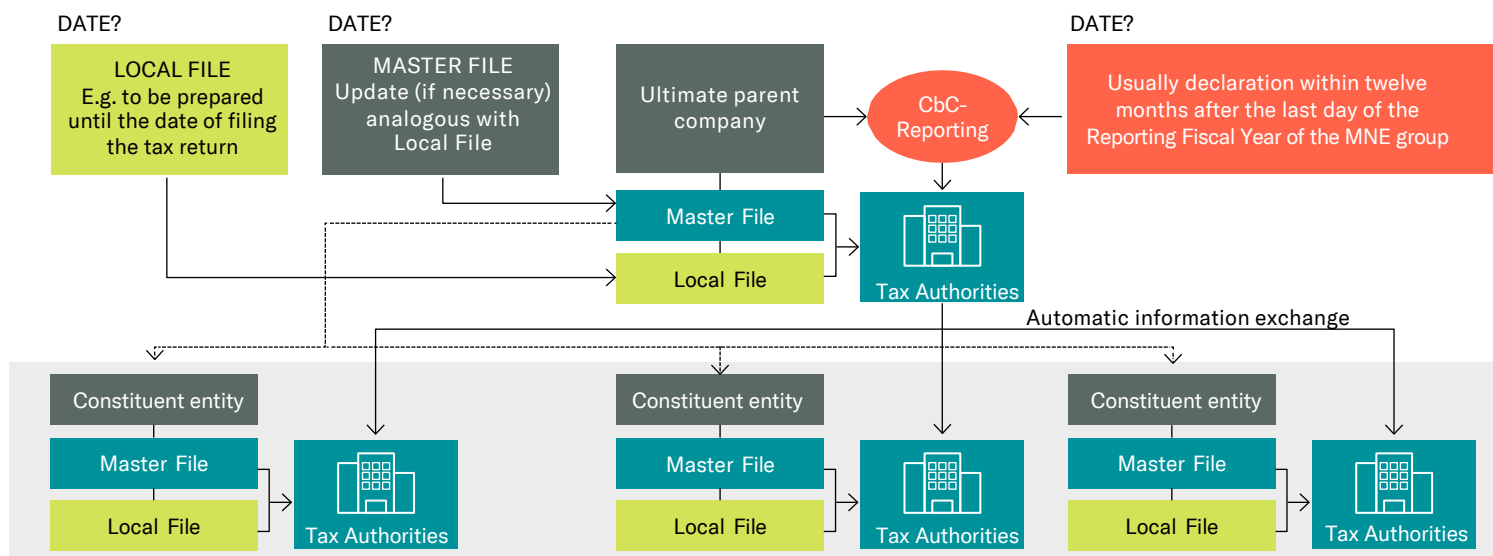 DATE?
LOCAL FILE
E.g. to be prepared
until the date of filing
the tax return
DATE?
MASTER FILE
Update (if necessary)
analogous with
Local File
Ultimate parent
company
CbC-
Reporting
DATE?
Usually declaration within twelve
months after the last day of the
Reporting Fiscal Year of the MNE group
Master File
Local File
Tax Authorities
Automatic information exchange
Constituent entity
Master File
Local File
Tax Authorities
Constituent entity
Master File
Local File
Tax Authorities
Constituent entity
Master File
Local File
Tax Authorities